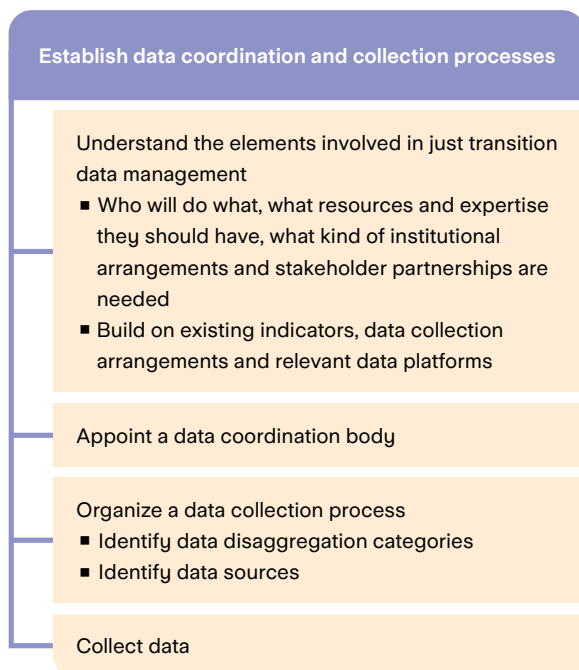 Establish data coordination and collection processes
Understand the elements involved in just transition
data management
■ Who will do what, what resources and expertise
they should have, what kind of institutional
arrangements and stakeholder partnerships are
needed
■ Build on existing indicators, data collection
arrangements and relevant data platforms
Appoint a data coordination body
Organize a data collection process
■ Identify data disaggregation categories
■ Identify data sources
Collect data